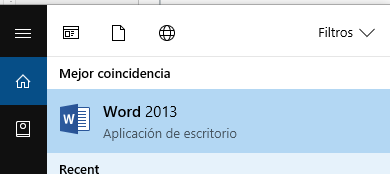 Filtros
Mejor coincidencia
Word 2013
Aplicación de escritorio
Recent